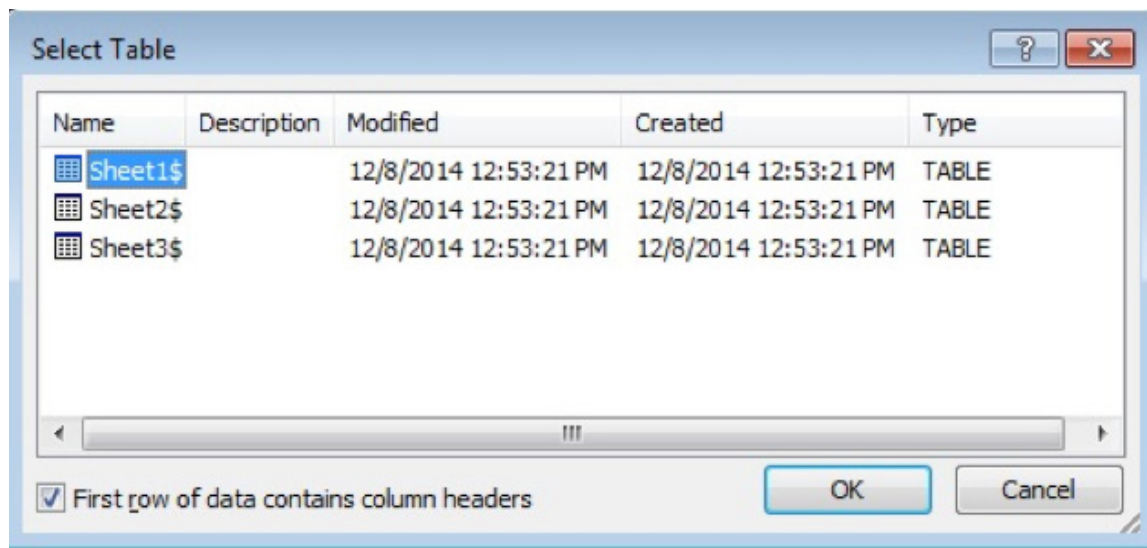 Select Table
Name Description Modified Created Type
Sheet1$ 12/8/2014 12:53:21 PM 12/8/2014 12:53:21 PM TABLE
Sheet2$ 12/8/2014 12:53:21 PM 12/8/2014 12:53:21 PM TABLE
Sheet3$ 12/8/2014 12:53:21 PM 12/8/2014 12:53:21 PM TABLE
First row of data contains column headers OK Cancel